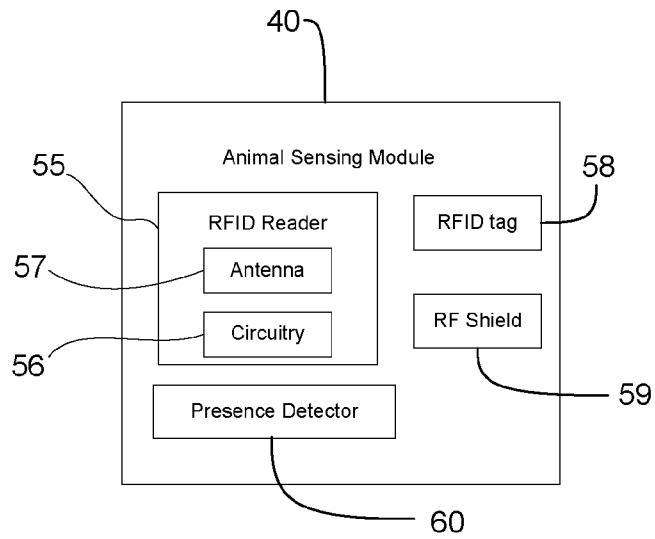 40
Animal Sensing Module
55
RFID Reader
57
Antenna
56
Circuitry
RFID tag
58
RF Shield
59
Presence Detector
60